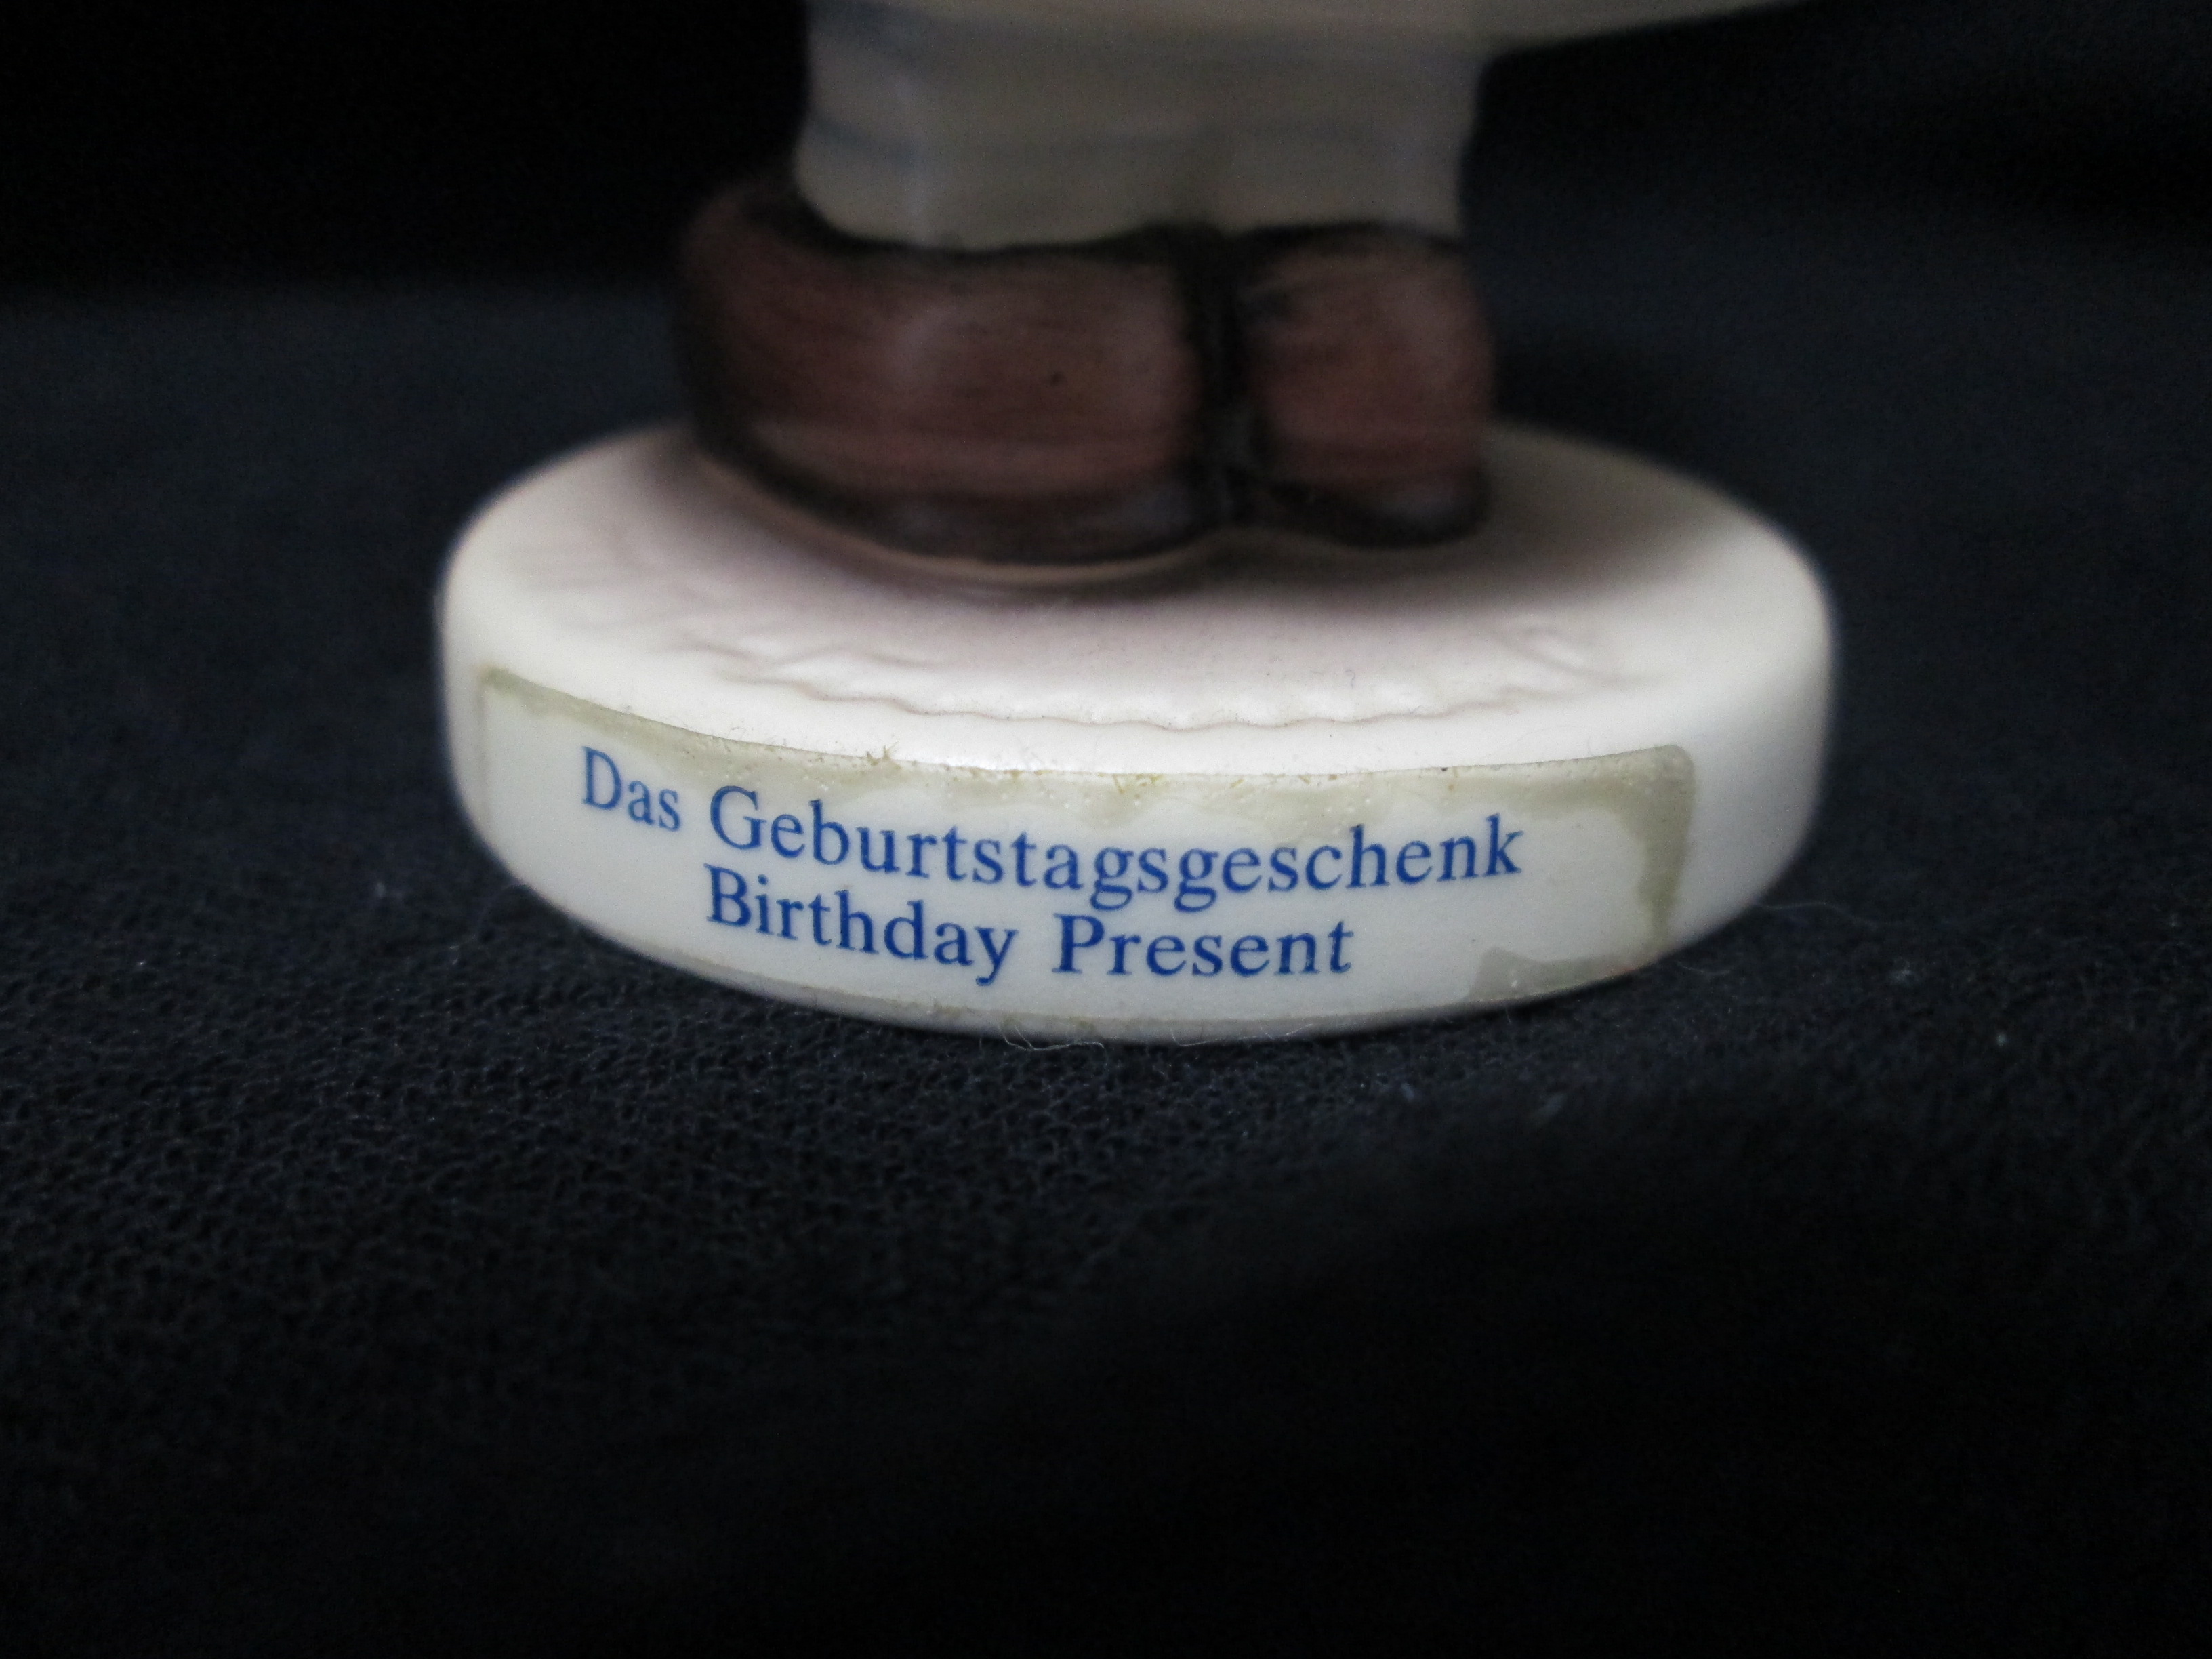 Das Geburtstagsgeschenk
Birthday Present